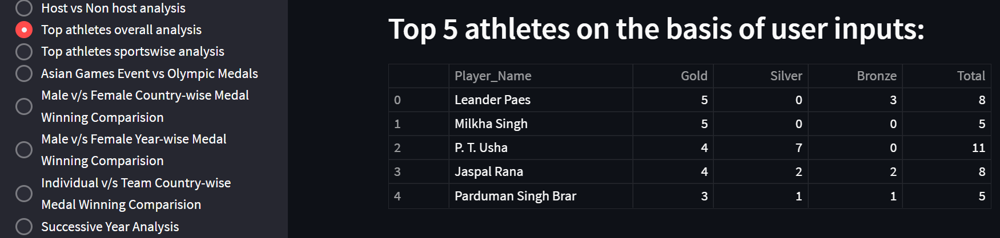 Host vs Non host analysis
Top athletes overall analysis
Top athletes sportswise analysis
Asian Games Event vs Olympic Medals
Male v/s Female Country-wise Medal
Winning Comparision
Male v/s Female Year-wise Medal
Winning Comparision
Individual v/s Team Country-wise
Medal Winning Comparision
Successive Year Analysis
Top 5 athletes on the basis of user inputs:
Player_Name Gold Silver Bronze Total
0 Leander Paes 5 0 3 8
1 Milkha Singh 5 0 0 5
2 P. T. Usha 4 7 0 11
3 Jaspal Rana 4 2 2 8
4 Parduman Singh Brar 3 1 1 5